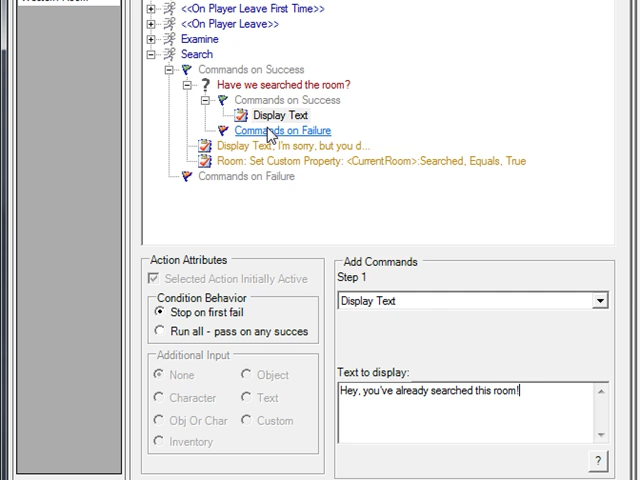 <<On Player Leave First Time>>
<<On Player Leave>>
Examine
Search
Commands on Success
Have we searched the room?
Commands on Success
Display Text
Commands on Failure
Display Text, I'm sorry, but you d...
Room: Set Custom Property: <CurrentRoom>:Searched, Equals, True
Commands on Failure
Action Attributes
Selected Action Initially Active
Condition Behavior
Stop on first fail
Run all - pass on any succes
Additional Input
None
Object
Character
Text
Obj Or Char
Custom
Inventory
Add Commands
Step 1
Display Text
Text to display:
Hey, you've already searched this room!
?